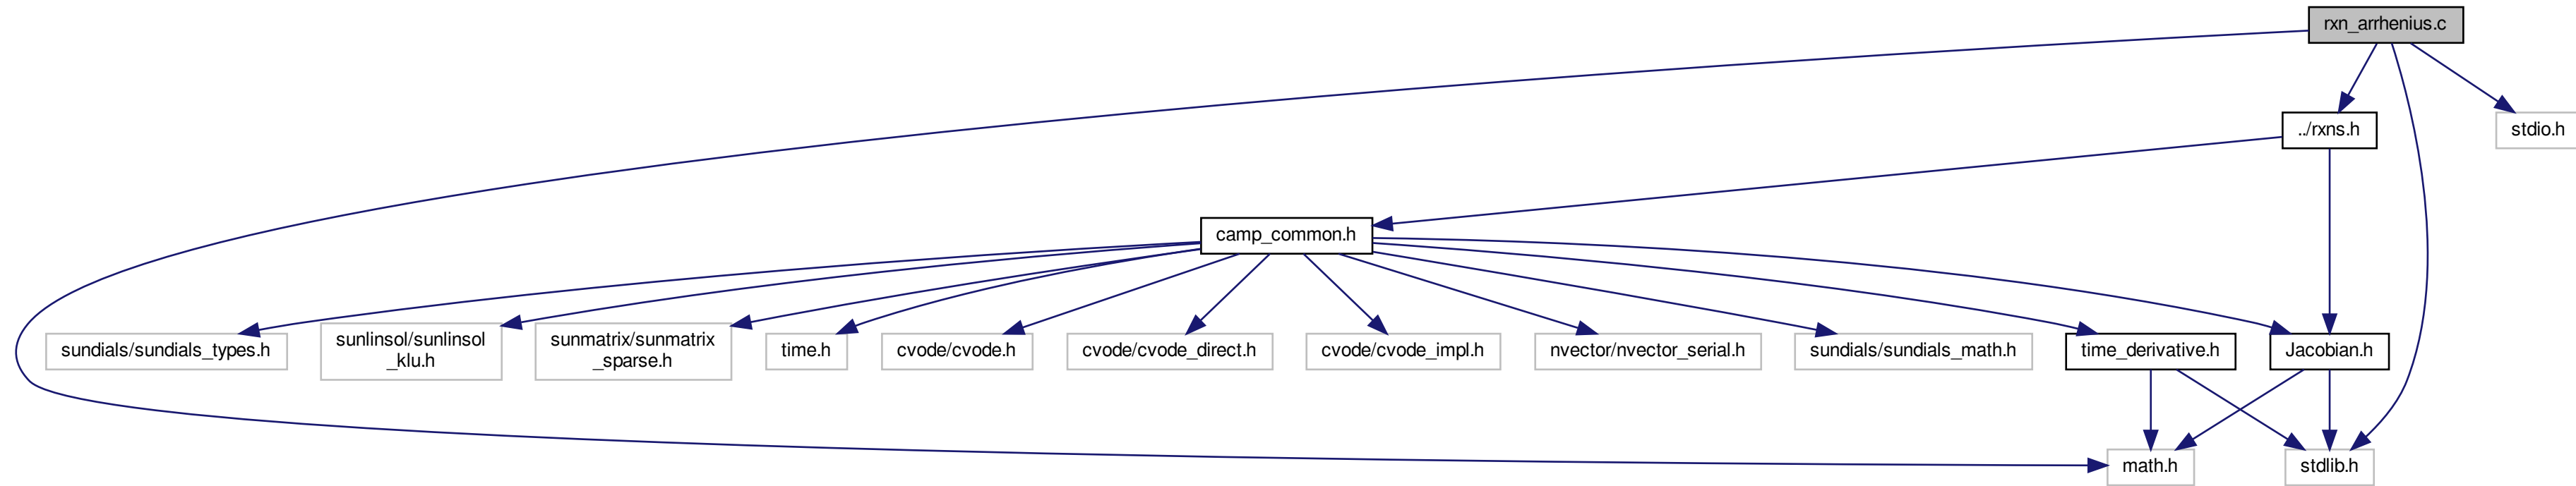 rxn_arrhenius.c
../rxns.h
stdio.h
camp_common.h
sundials/sundials_types.h
sunlinsol/sunlinsol
_klu.h
sunmatrix/sunmatrix
_sparse.h
time.h
cvode/cvode.h
cvode/cvode_direct.h
cvode/cvode_impl.h
nvector/nvector_serial.h
sundials/sundials_math.h
time_derivative.h
Jacobian.h
math.h
stdlib.h